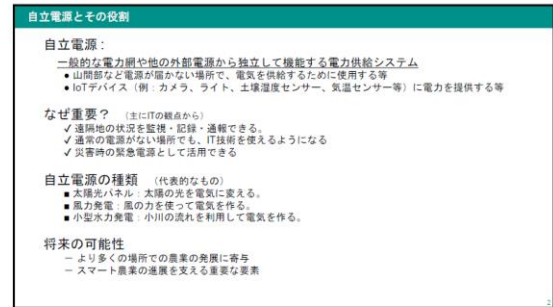 自立電源とその役割
自立電源：
一般的な電力網や他の外部電源から独立して機能する電力供給システム
● 山間部など電源が届かない場所で、電気を供給するために使用する等
● IoTデバイス（例：カメラ、ライト、土壌湿度センサー、気温センサー等）に電力を提供する等
なぜ重要？ （主にITの観点から）
✓ 遠隔地の状況を監視・記録・通報できる。
✓ 通常の電源がない場所でも、IT技術を使えるようになる
✓ 災害時の緊急電源として活用できる
自立電源の種類 （代表的なもの）
■ 太陽光パネル：太陽の光を電気に変える。
■ 風力発電：風の力を使って電気を作る。
■ 小型水力発電：小川の流れを利用して電気を作る。
将来の可能性
－ より多くの場所での農業の発展に寄与
－ スマート農業の進展を支える重要な要素
2